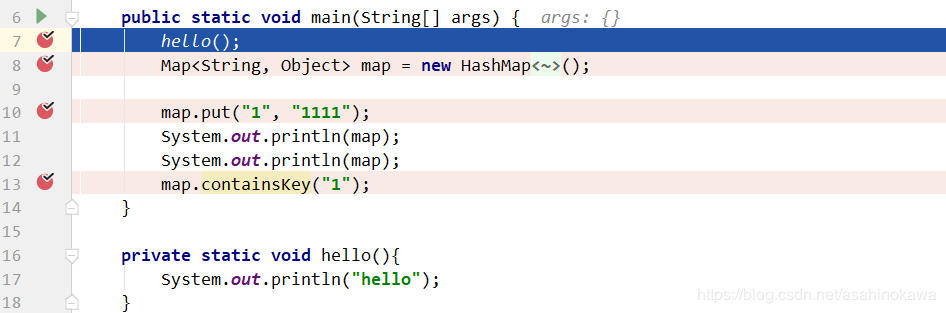 6 public static void main(String[] args) { args: {}
7 hello();
8 Map<String, Object> map = new HashMap<~>();
9
10 map.put("1", "1111");
11 System.out.println(map);
12 System.out.println(map);
13 map.containsKey("1");
14 }
15
16 private static void hello(){
17 System.out.println("hello");
18 }
https://blog.csdn.net/asahinokawa